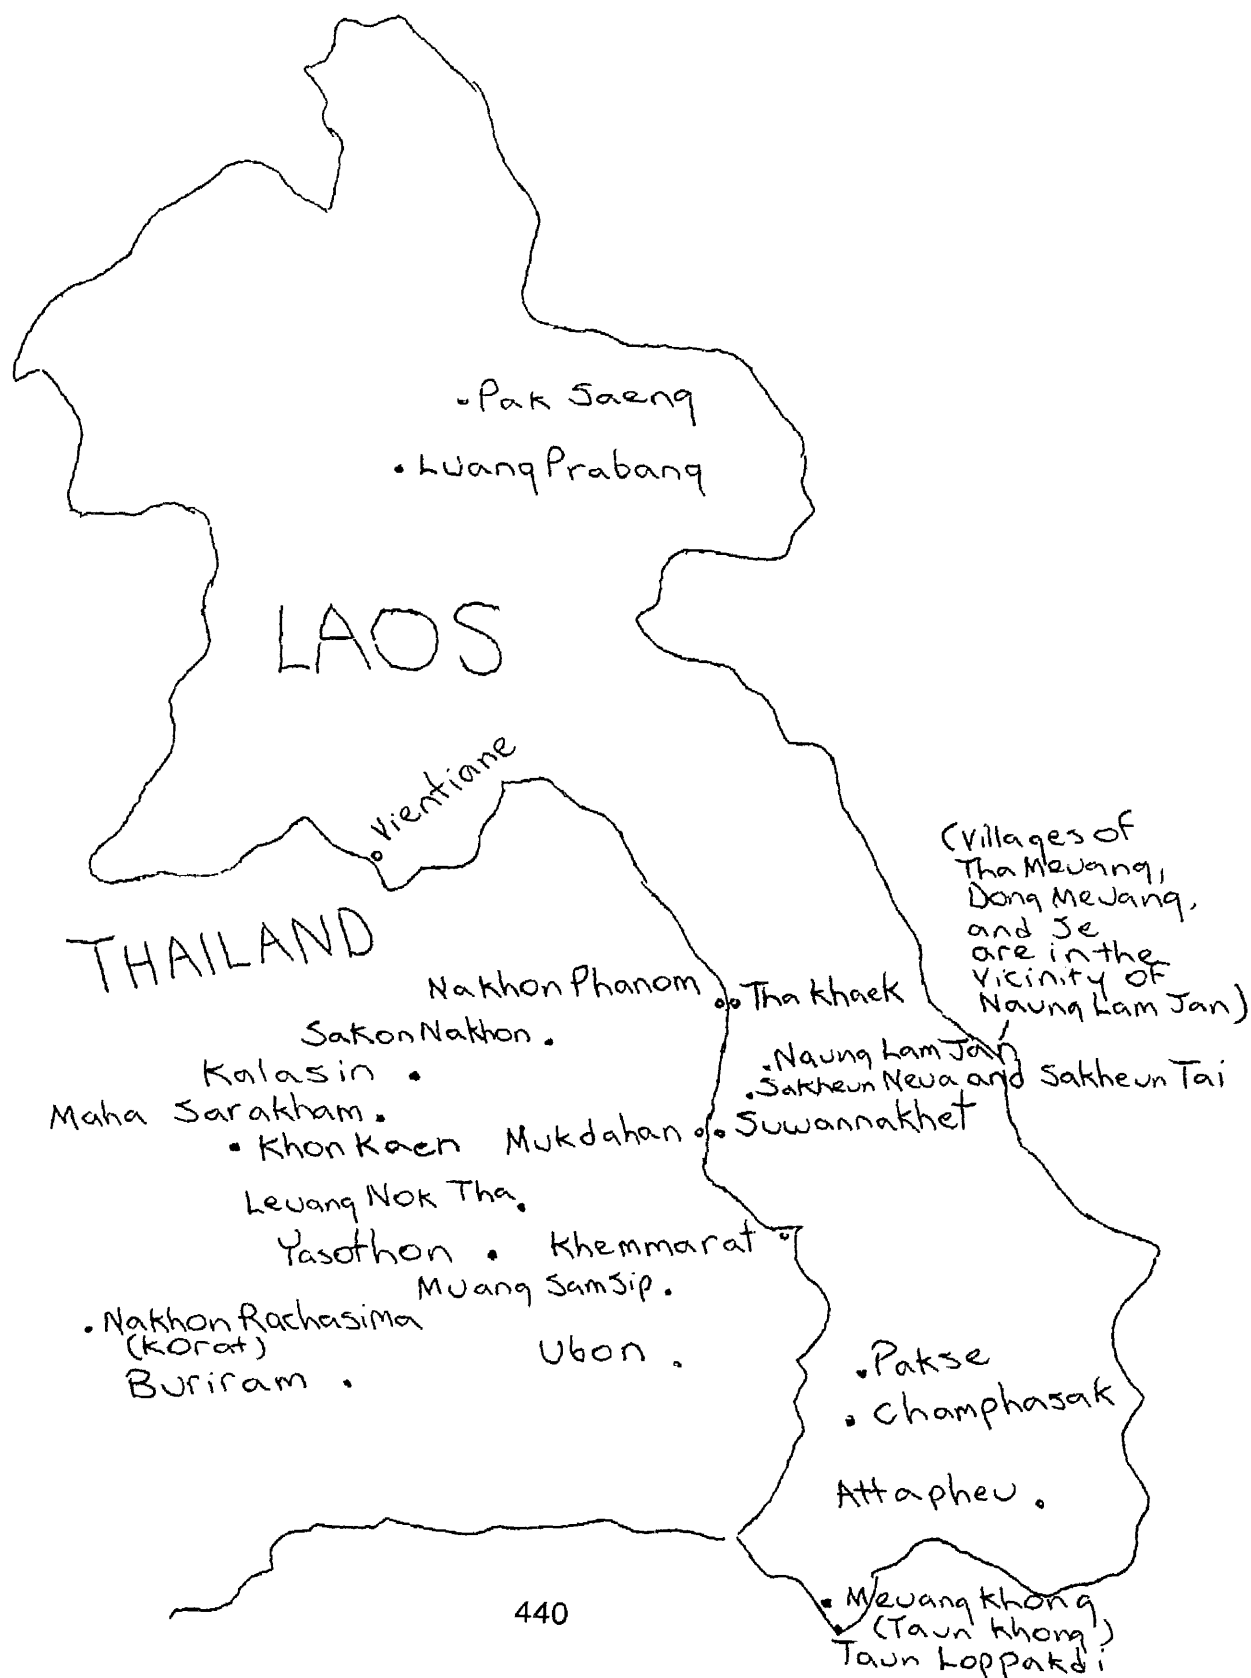 Pak Saeng
Luang Prabang
LAOS
Vientiane
(Villages of
Tha Meuang,
Dong Meuang,
and Se
are in the
vicinity of
Naung Lam Jan)
THAILAND
Nakhon Phanom
Tha Khaek
Sakon Nakhon
Naung Lam Jan
Kalasin
Sakheun Neua and Sakheun Tai
Maha Sarakham
Khon Kaen
Mukdahan
Suwannakhet
Leuang Nok Tha
Yasothon
Khemmarat
Muang Samsip
Nakhon Rachasima
(Korat)
Ubon
Pakse
Buriram
Champhasak
Attapheu
Meuang Khong
(Taun Khong)
Taun Loppakdi
440